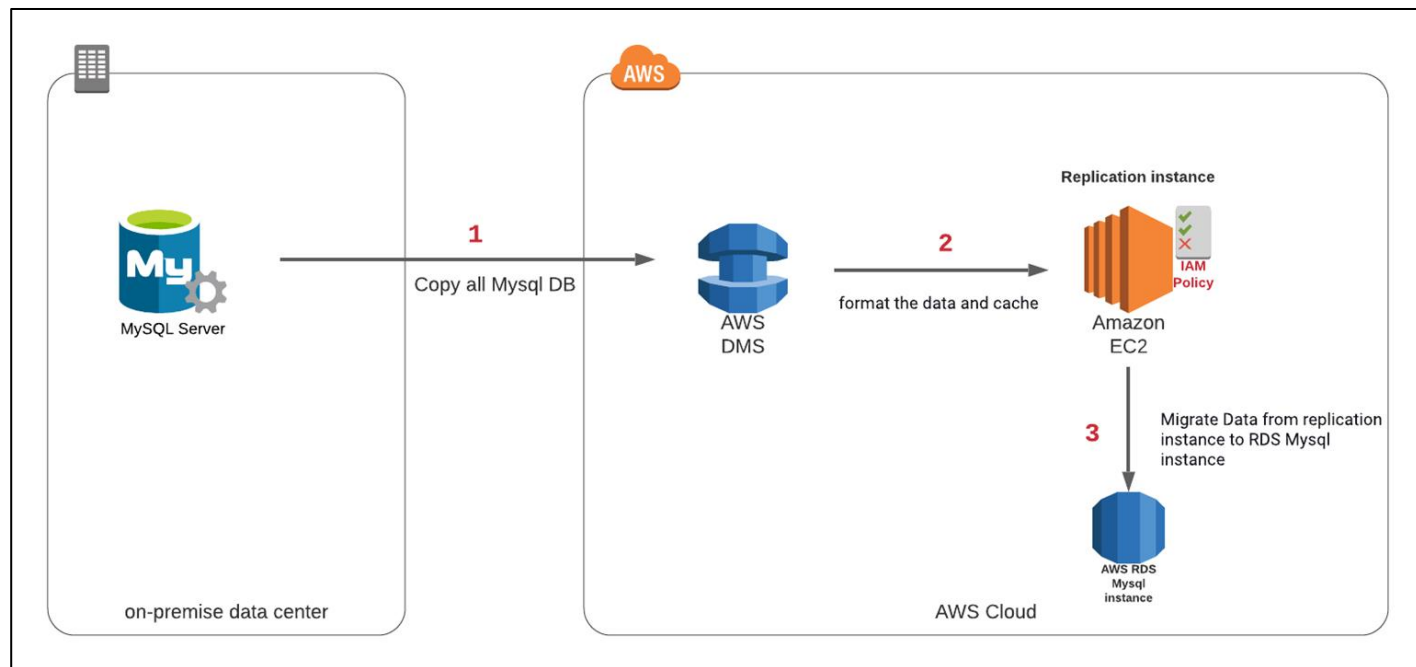 AWS
Replication instance
My
MySQL Server
1
Copy all Mysql DB
AWS
DMS
2
format the data and cache
IAM
Policy
Amazon
EC2
3
Migrate Data from replication
instance to RDS Mysql
instance
AWS RDS
Mysql
instance
on-premise data center
AWS Cloud